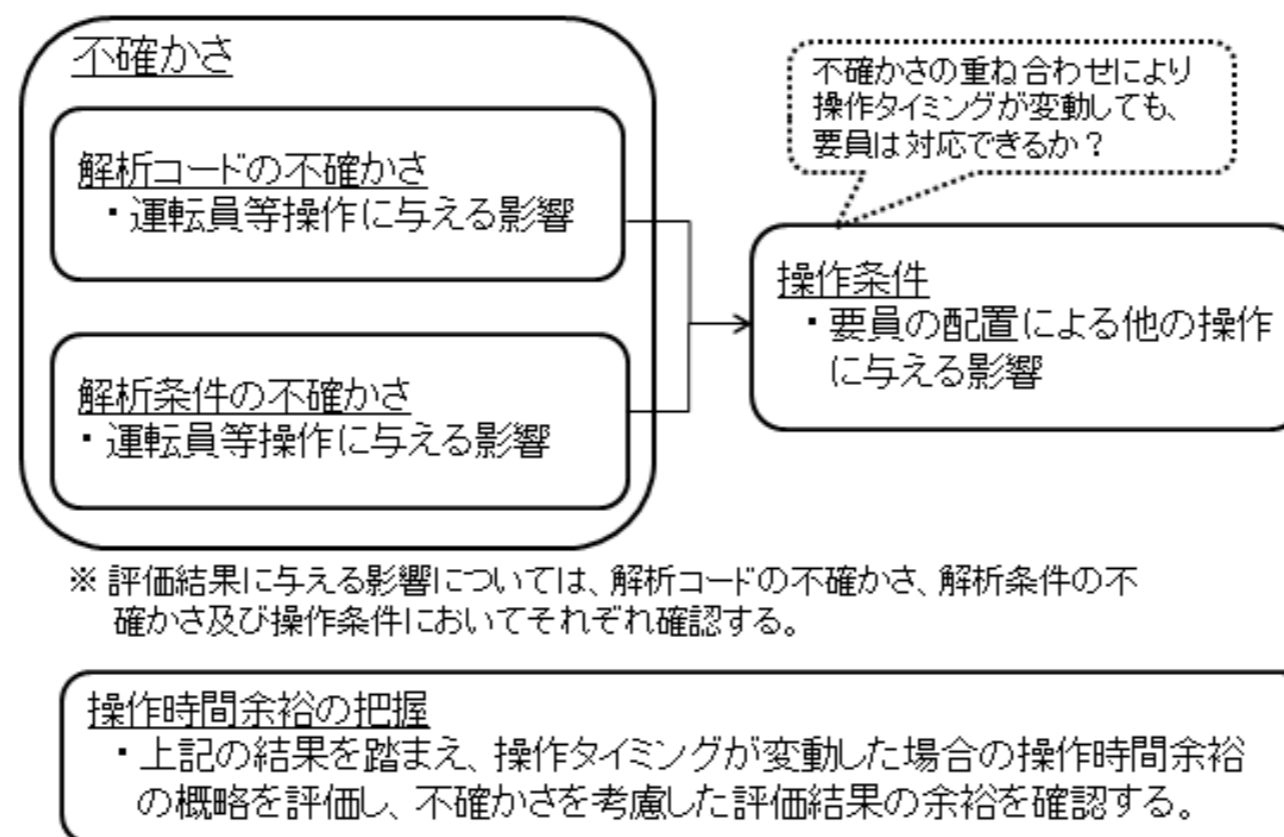 不確かさ
解析コードの不確かさ
・運転員等操作に与える影響
解析条件の不確かさ
・運転員等操作に与える影響
不確かさの重ね合わせにより
操作タイミングが変動しても、
要員は対応できるか？
操作条件
・要員の配置による他の操作
に与える影響
※ 評価結果に与える影響については、解析コードの不確かさ、解析条件の不
確かさ及び操作条件においてそれぞれ確認する。
操作時間余裕の把握
・上記の結果を踏まえ、操作タイミングが変動した場合の操作時間余裕
の概略を評価し、不確かさを考慮した評価結果の余裕を確認する。